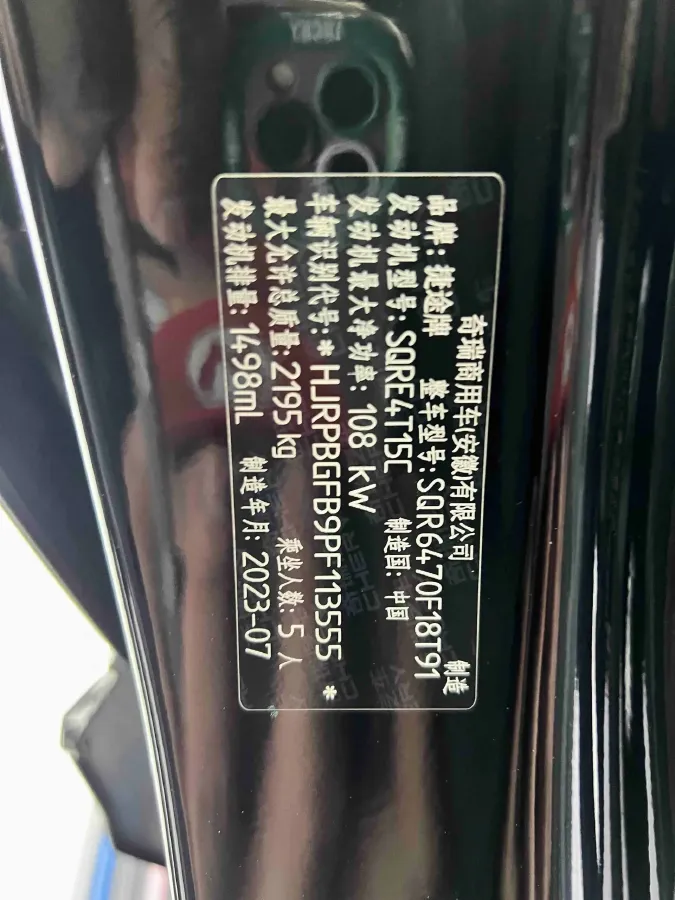 奇瑞商用车(安徽)有限公司 制造
品牌: 捷途牌 整车型号: SQR6470F18T91
发动机型号: SQRE4T15C 制造国: 中国
发动机最大净功率: 108 kW
车辆识别代号: * HJRPBGFB9PF113555 *
最大允许总质量: 2195 kg 乘坐人数: 5 人
发动机排量: 1498mL 制造年月: 2023-07